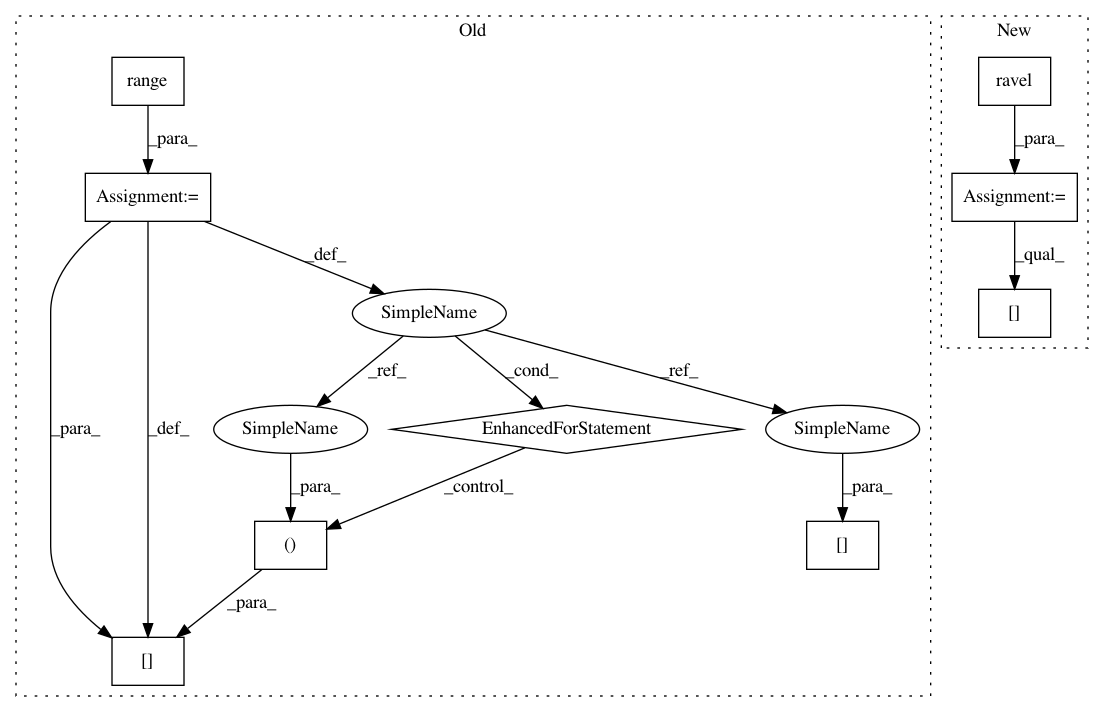 Old
New
range
ravel
_para_
_para_
Assignment:=
Assignment:=
_def_
_qual_
SimpleName
[]
_ref_
_cond_
_ref_
_para_
_def_
SimpleName
EnhancedForStatement
SimpleName
_para_
_control_
_para_
()
[]
_para_
[]